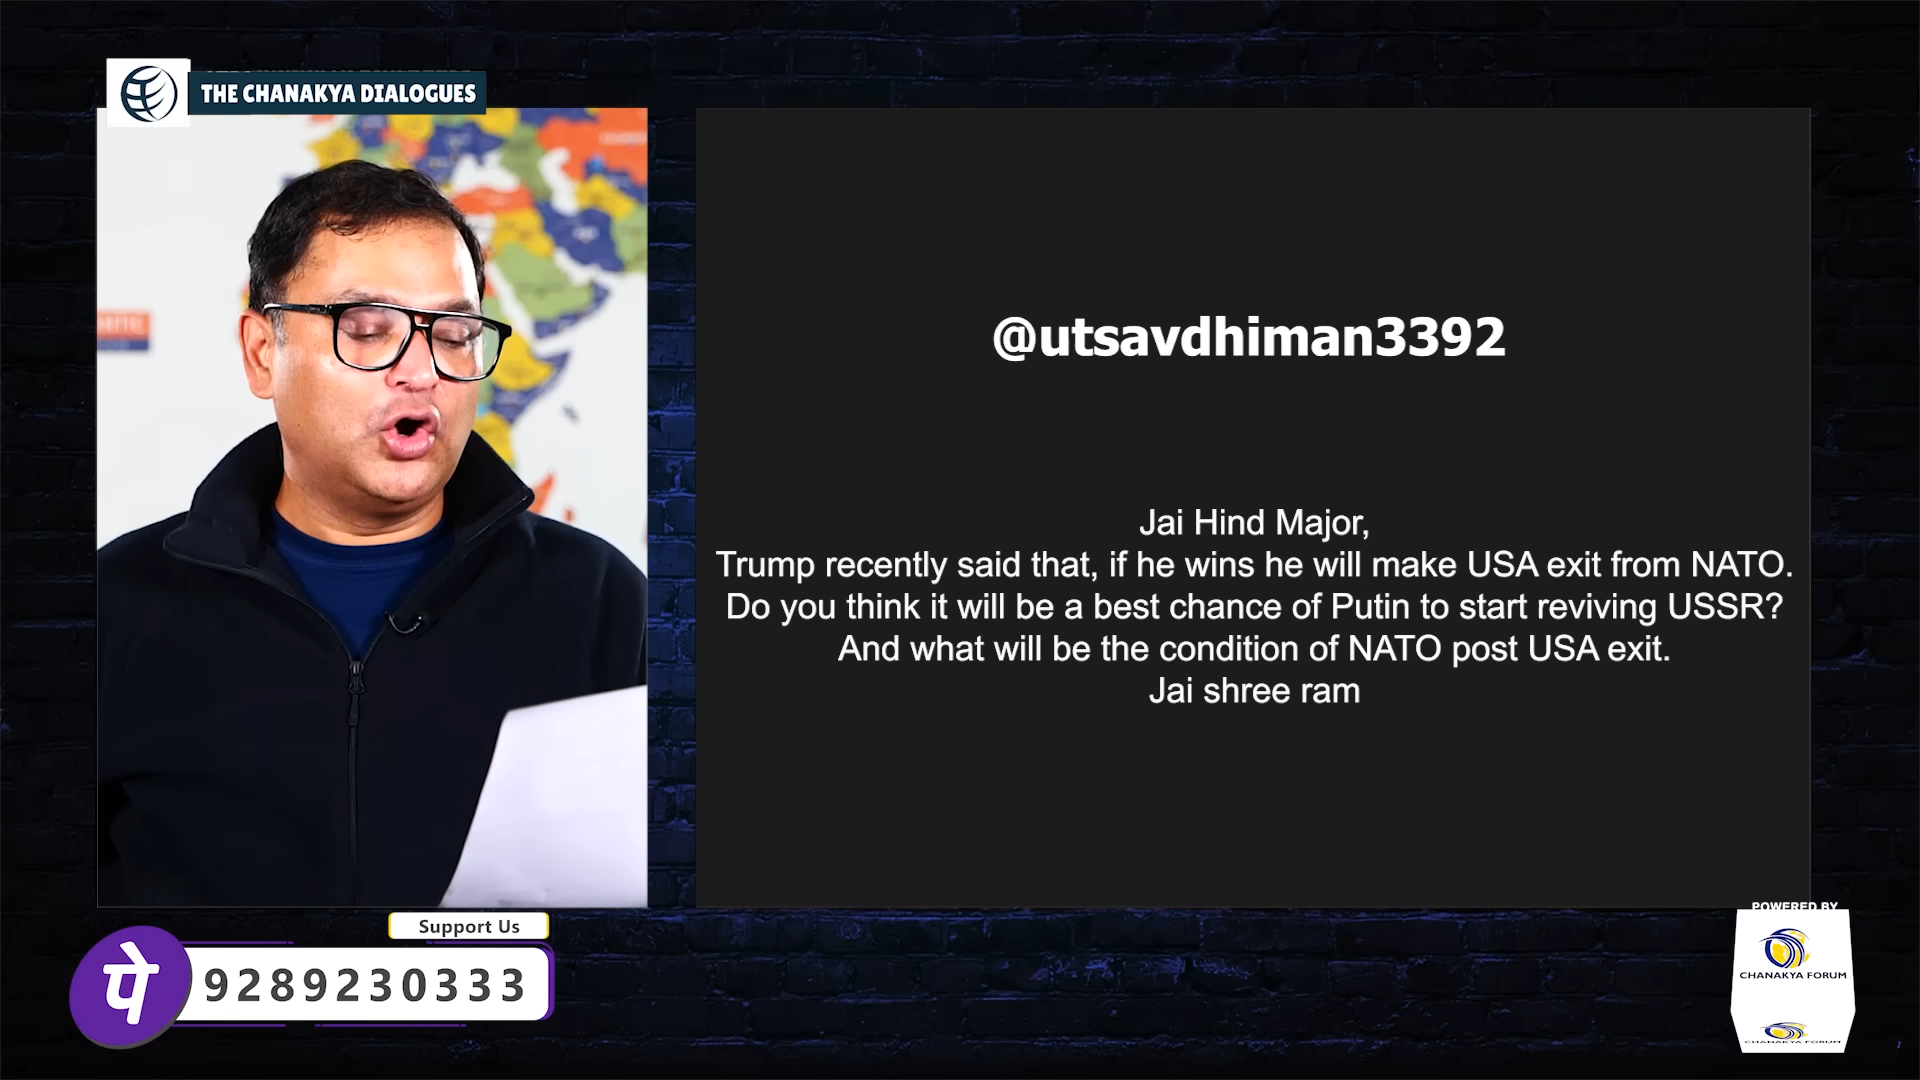 THE CHANAKYA DIALOGUES
@utsavdhiman3392
Jai Hind Major,
Trump recently said that, if he wins he will make USA exit from NATO.
Do you think it will be a best chance of Putin to start reviving USSR?
And what will be the condition of NATO post USA exit.
Jai shree ram
Support Us
पे
9289230333
POWERED BY
CHANAKYA FORUM
CHANAKYA FORUM